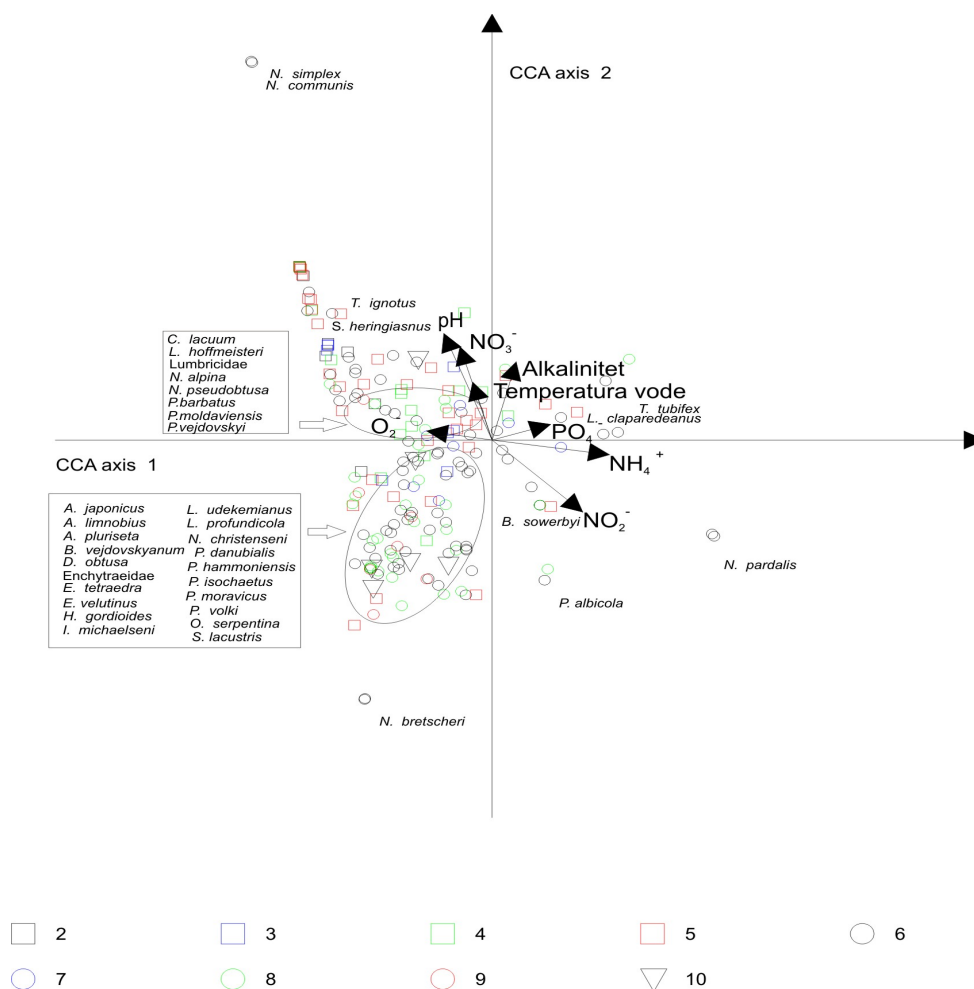 CCA axis 2
N. simplex
N. communis
T. ignotus
S. heringiasnus
pH
NO3-
C. lacuum
L. hoffmeisteri
Lumbricidae
N. alpina
N. pseudobtusa
P.barbatus
P.moldaviensis
P.vejdovskyi
Alkalinitet
Temperatura vode
T. tubifex
L. claparedeanus
O2
PO4
CCA axis 1
NH4+
A. japonicus
A. limnobius
A. pluriseta
B. vejdovskyanum
D. obtusa
Enchytraeidae
E. tetraedra
E. velutinus
H. gordioides
I. michaelseni
L. udekemianus
L. profundicola
N. christenseni
P. danubialis
P. hammoniensis
P. isochaetus
P. moravicus
P. volki
O. serpentina
S. lacustris
B. sowerbyi
NO2-
N. pardalis
P. albicola
N. bretscheri
2 3 4 5 6
7 8 9 10